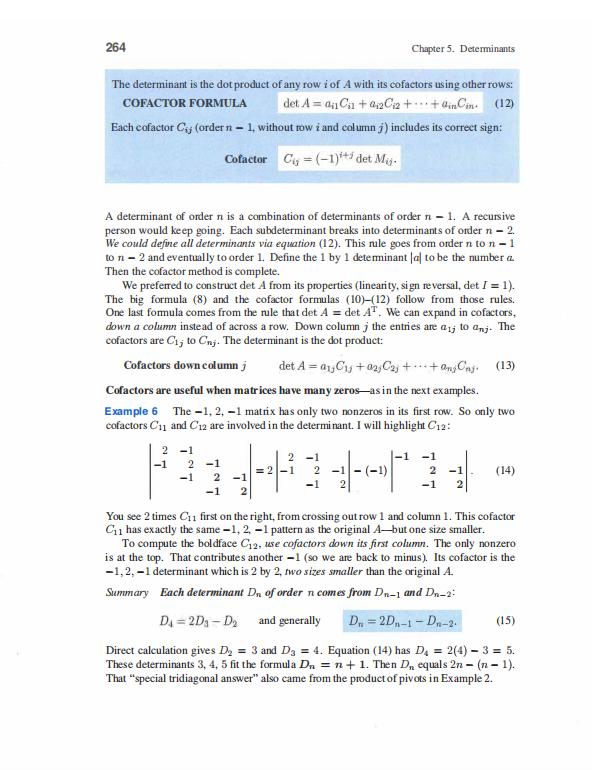 264
Chapter 5. Determinants
The determinant is the dot product of any row i of A with its cofactors using other rows:
COFACTOR FORMULA det A = a_{i1}C_{i1} + a_{i2}C_{i2} + ··· + a_{in}C_{in}. (12)
Each cofactor C_{ij} (order n − 1, without row i and column j) includes its correct sign:
Cofactor C_{ij} = (−1)^{i+j} det M_{ij}.
A determinant of order n is a combination of determinants of order n − 1. A recursive
person would keep going. Each subdeterminant breaks into determinants of order n − 2.
We could define all determinants via equation (12). This rule goes from order n to n − 1
to n − 2 and eventually to order 1. Define the 1 by 1 determinant |a| to be the number a.
Then the cofactor method is complete.
We preferred to construct det A from its properties (linearity, sign reversal, det I = 1).
The big formula (8) and the cofactor formulas (10)–(12) follow from those rules.
One last formula comes from the rule that det A = det A^T. We can expand in cofactors,
down a column instead of across a row. Down column j the entries are a_{1j} to a_{nj}. The
cofactors are C_{1j} to C_{nj}. The determinant is the dot product:
Cofactors down column j det A = a_{1j}C_{1j} + a_{2j}C_{2j} + ··· + a_{nj}C_{nj}. (13)
Cofactors are useful when matrices have many zeros—as in the next examples.
Example 6 The −1, 2, −1 matrix has only two nonzeros in its first row. So only two
cofactors C_{11} and C_{12} are involved in the determinant. I will highlight C_{12}:
| 2 −1 |
| −1 2 −1 | = 2 | 2 −1 | − (−1) | −1 −1 |
| −1 2 −1 | | −1 2 −1 | | 2 −1 | . (14)
| −1 2 | | −1 2 | | −1 2 |
You see 2 times C_{11} first on the right, from crossing out row 1 and column 1. This cofactor
C_{11} has exactly the same −1, 2, −1 pattern as the original A—but one size smaller.
To compute the boldface C_{12}, use cofactors down its first column. The only nonzero
is at the top. That contributes another −1 (so we are back to minus). Its cofactor is the
−1, 2, −1 determinant which is 2 by 2, two sizes smaller than the original A.
Summary Each determinant D_n of order n comes from D_{n−1} and D_{n−2}:
D_4 = 2D_3 − D_2 and generally D_n = 2D_{n−1} − D_{n−2}. (15)
Direct calculation gives D_2 = 3 and D_3 = 4. Equation (14) has D_4 = 2(4) − 3 = 5.
These determinants 3, 4, 5 fit the formula D_n = n + 1. Then D_n equals 2n − (n − 1).
That “special tridiagonal answer” also came from the product of pivots in Example 2.